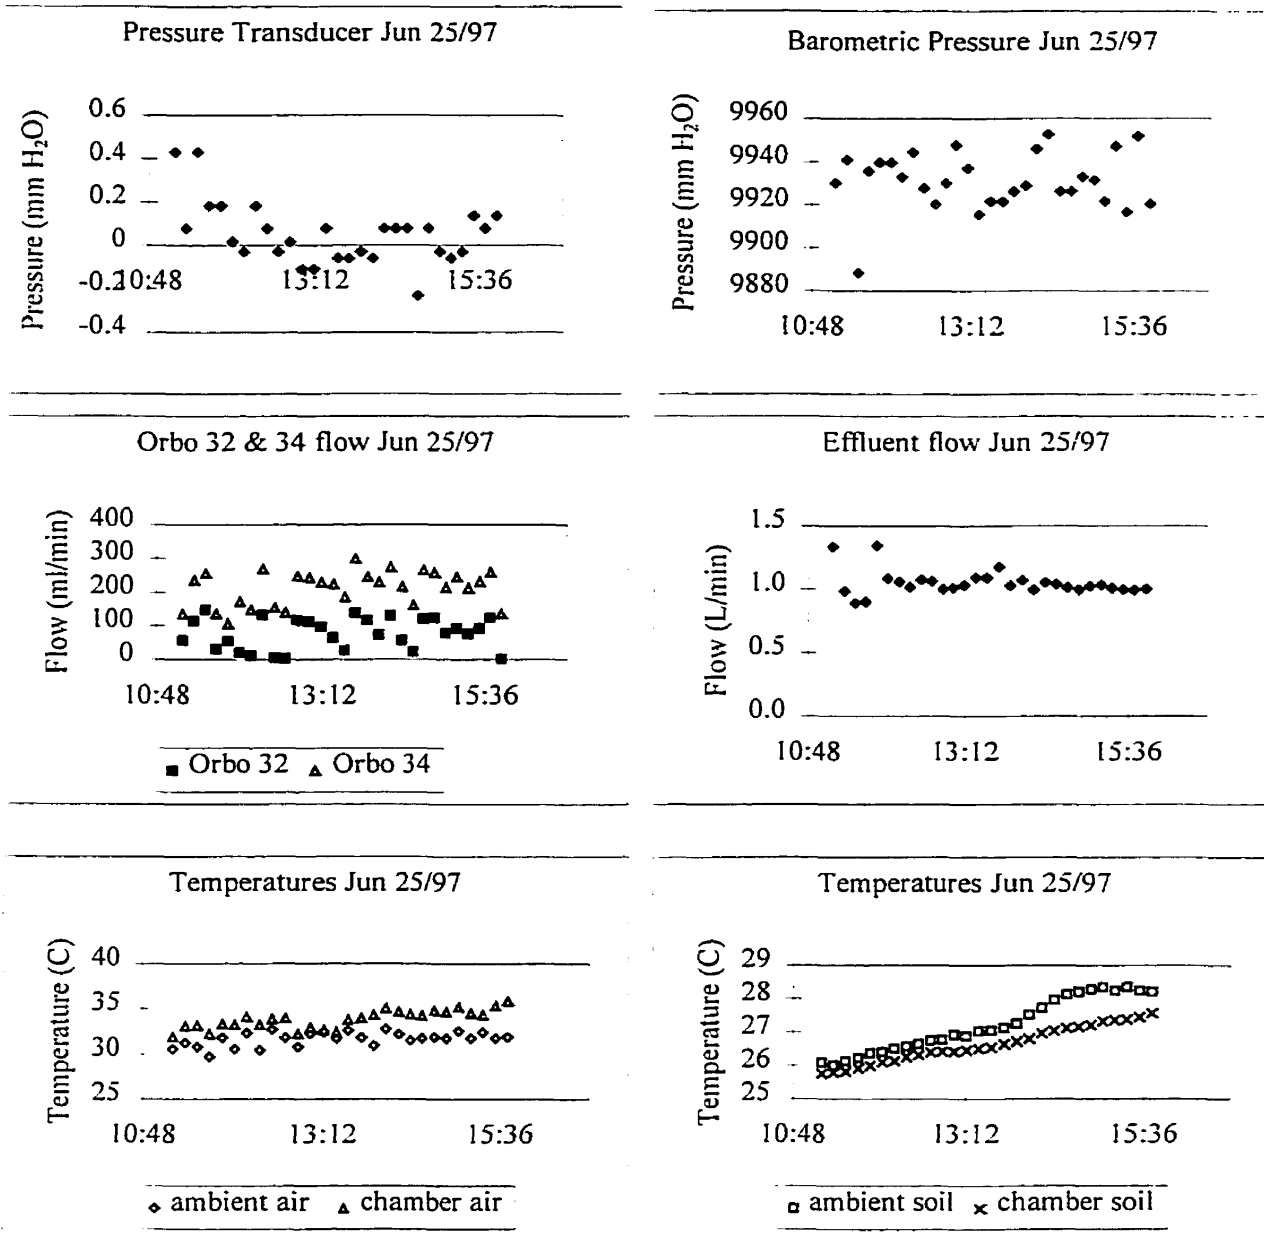 Pressure Transducer Jun 25/97
Pressure (mm H₂O)
0.6
0.4
0.2
0
-0.2
-0.4
10:48 13:12 15:36
Barometric Pressure Jun 25/97
Pressure (mm H₂O)
9960
9940
9920
9900
9880
10:48 13:12 15:36
Orbo 32 & 34 flow Jun 25/97
Flow (ml/min)
400
300
200
100
0
10:48 13:12 15:36
Orbo 32 Orbo 34
Effluent flow Jun 25/97
Flow (L/min)
1.5
1.0
0.5
0.0
10:48 13:12 15:36
Temperatures Jun 25/97
Temperature (C)
40
35
30
25
10:48 13:12 15:36
ambient air chamber air
Temperatures Jun 25/97
Temperature (C)
29
28
27
26
25
10:48 13:12 15:36
ambient soil chamber soil